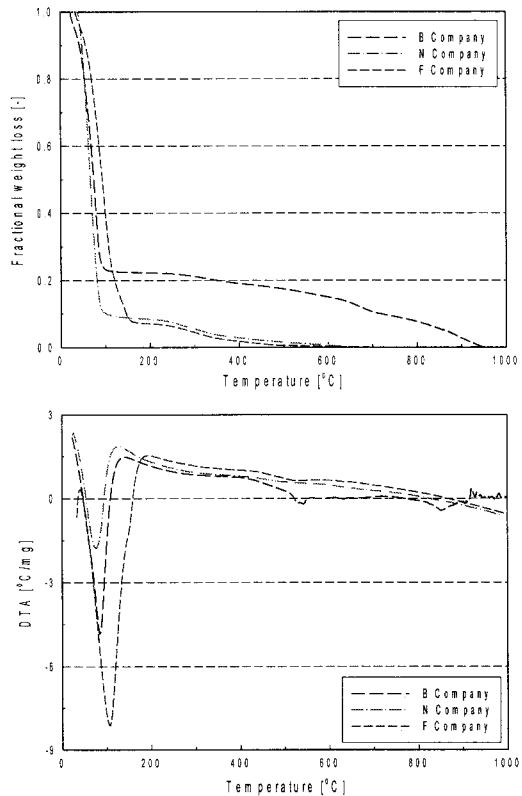 1.0
0.8
0.6
0.4
0.2
0.0
Fractional weight loss [-]
B Company
N Company
F Company
0 200 400 600 800 1000
Temperature [°C]
3
0
-3
-6
-9
DTA [°C/mg]
B Company
N Company
F Company
0 200 400 600 800 1000
Temperature [°C]